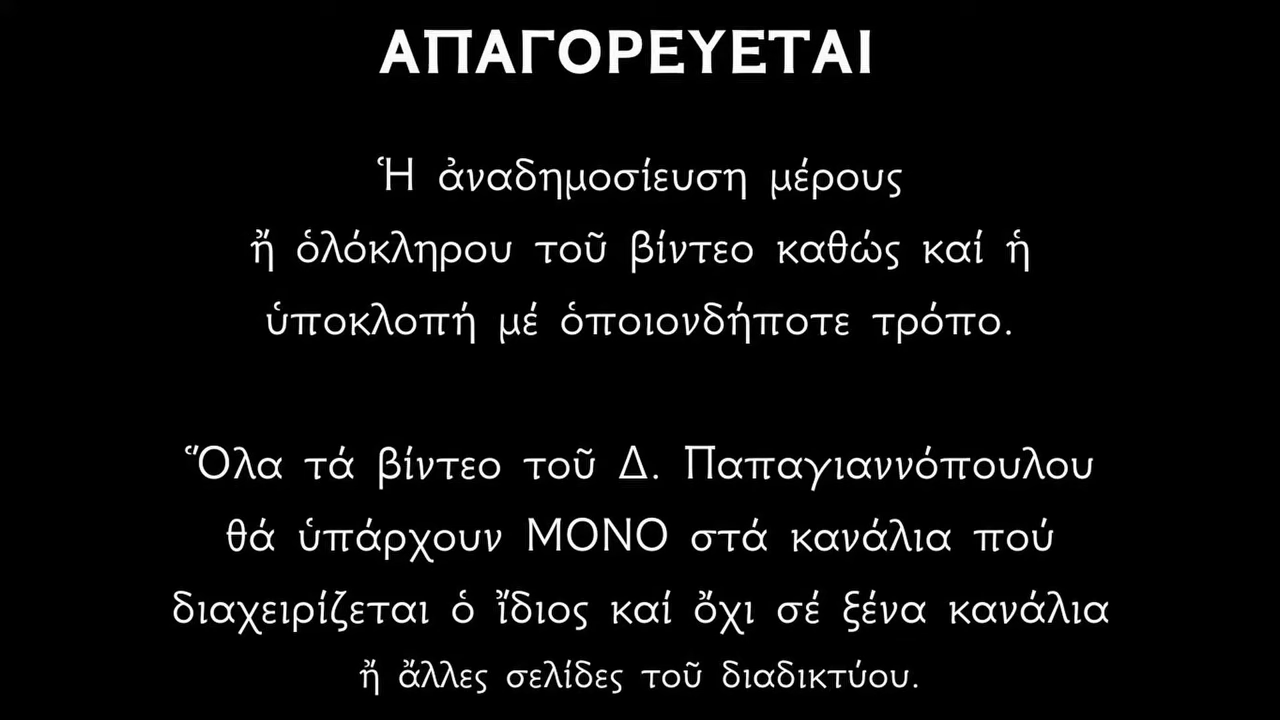 ΑΠΑΓΟΡΕΥΕΤΑΙ
Ἡ ἀναδημοσίευση μέρους
ἤ ὁλόκληρου τοῦ βίντεο καθώς καί ἡ
ὑποκλοπή μέ ὁποιονδήποτε τρόπο.
Ὅλα τά βίντεο τοῦ Δ. Παπαγιαννόπουλου
θά ὑπάρχουν ΜΟΝΟ στά κανάλια πού
διαχειρίζεται ὁ ἴδιος καί ὄχι σέ ξένα κανάλια
ἤ ἄλλες σελίδες τοῦ διαδικτύου.